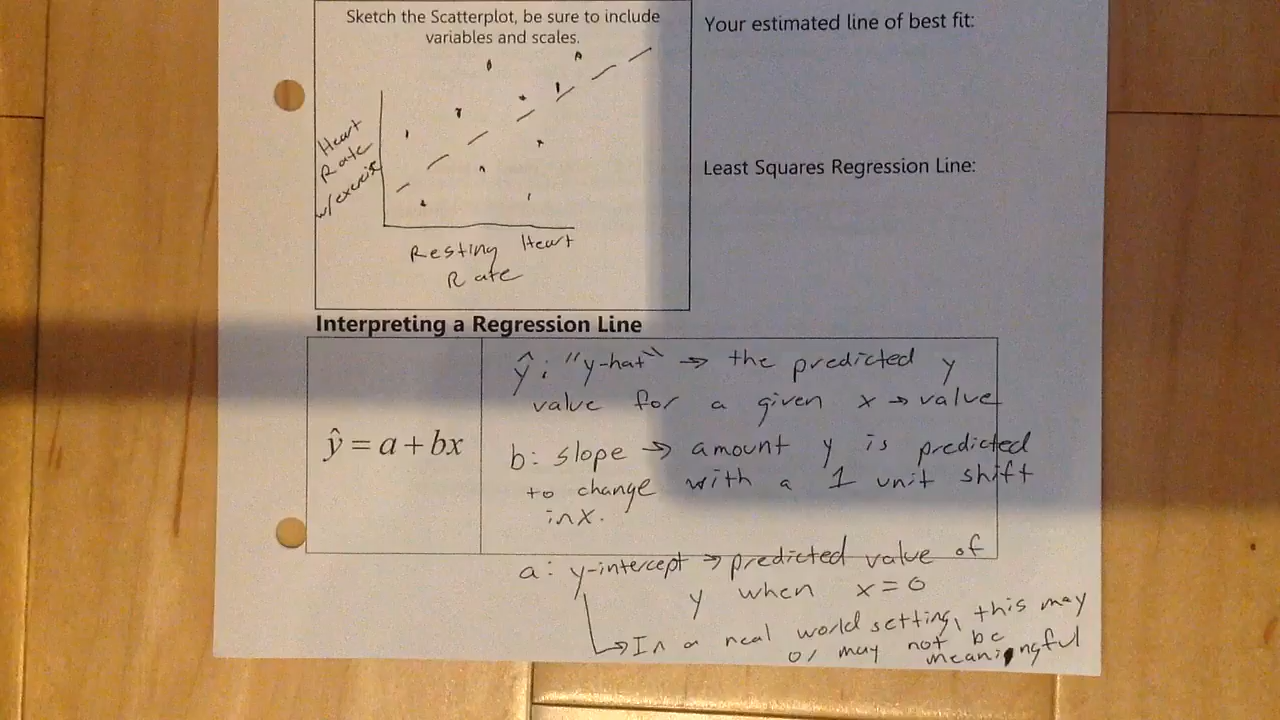 Sketch the Scatterplot, be sure to include
variables and scales.
Your estimated line of best fit:
Heart
Rate
w/exercise
Resting Heart
Rate
Least Squares Regression Line:
Interpreting a Regression Line
ŷ = a + bx
ŷ: "y-hat" → the predicted y
value for a given x → value
b: slope → amount y is predicted
to change with a 1 unit shift
in x.
a: y-intercept → predicted value of
y when x = 0
↳ In a real world setting, this may
or may not be
meaningful